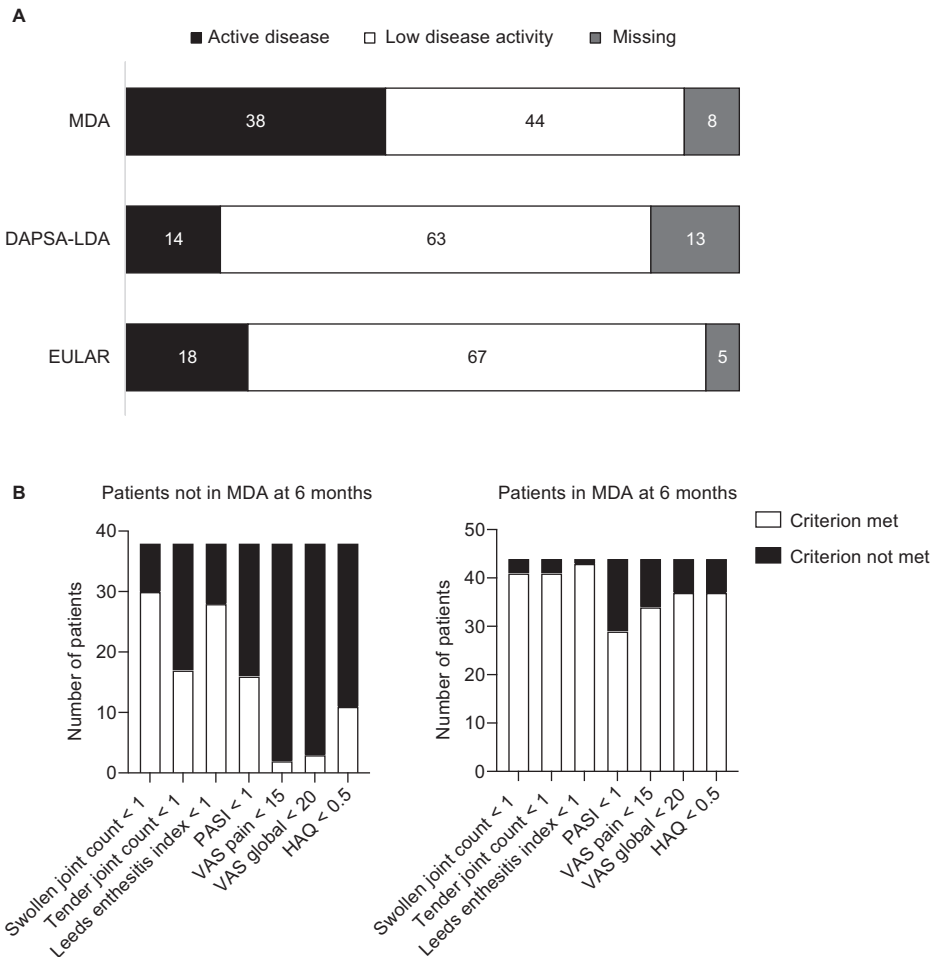 A
Active disease Low disease activity Missing
MDA 38 44 8
DAPSA-LDA 14 63 13
EULAR 18 67 5
B
Patients not in MDA at 6 months
Number of patients
40
30
20
10
0
Swollen joint count < 1
Tender joint count < 1
Leeds enthesitis index < 1
PASI < 1
VAS pain < 15
VAS global < 20
HAQ < 0.5
Patients in MDA at 6 months
Number of patients
50
40
30
20
10
0
Swollen joint count < 1
Tender joint count < 1
Leeds enthesitis index < 1
PASI < 1
VAS pain < 15
VAS global < 20
HAQ < 0.5
Criterion met
Criterion not met